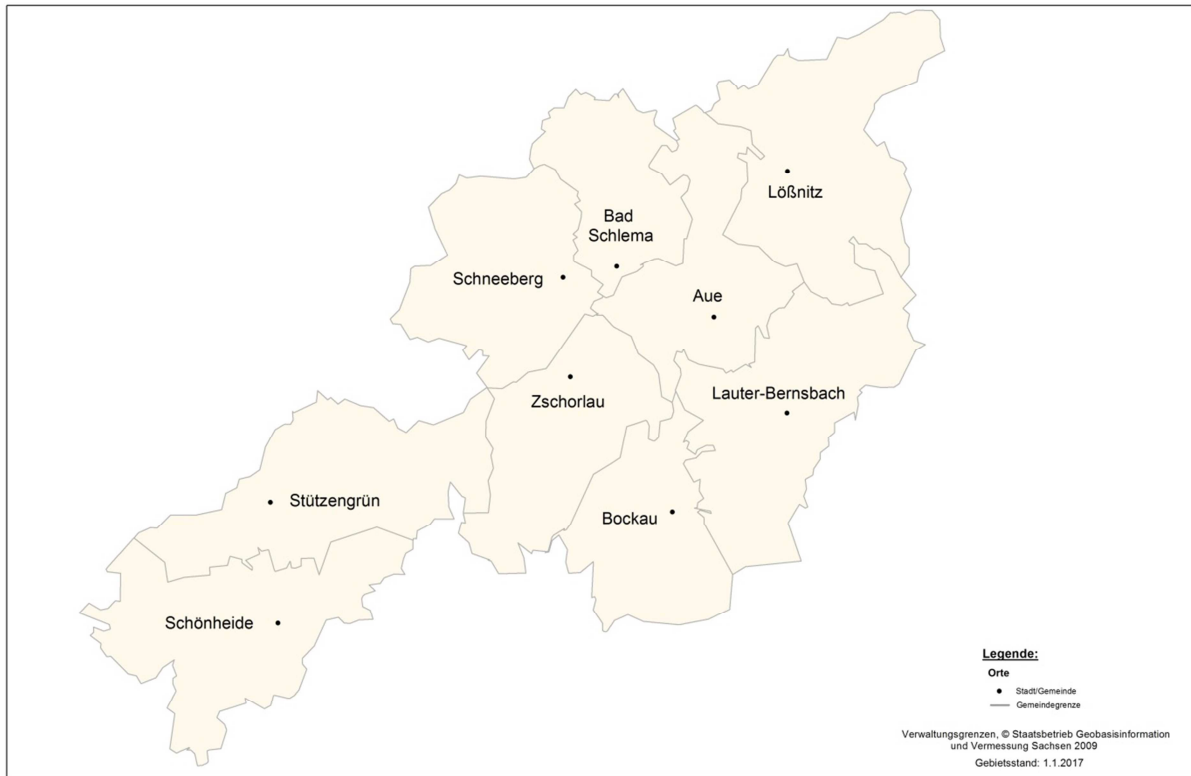 Lößnitz
Bad
Schlema
Schneeberg
Aue
Lauter-Bernsbach
Zschorlau
Stützengrün
Bockau
Schönheide
Legende:
Orte
Stadt/Gemeinde
Gemeindegrenze
Verwaltungsgrenzen, © Staatsbetrieb Geobasisinformation
und Vermessung Sachsen 2009
Gebietsstand: 1.1.2017